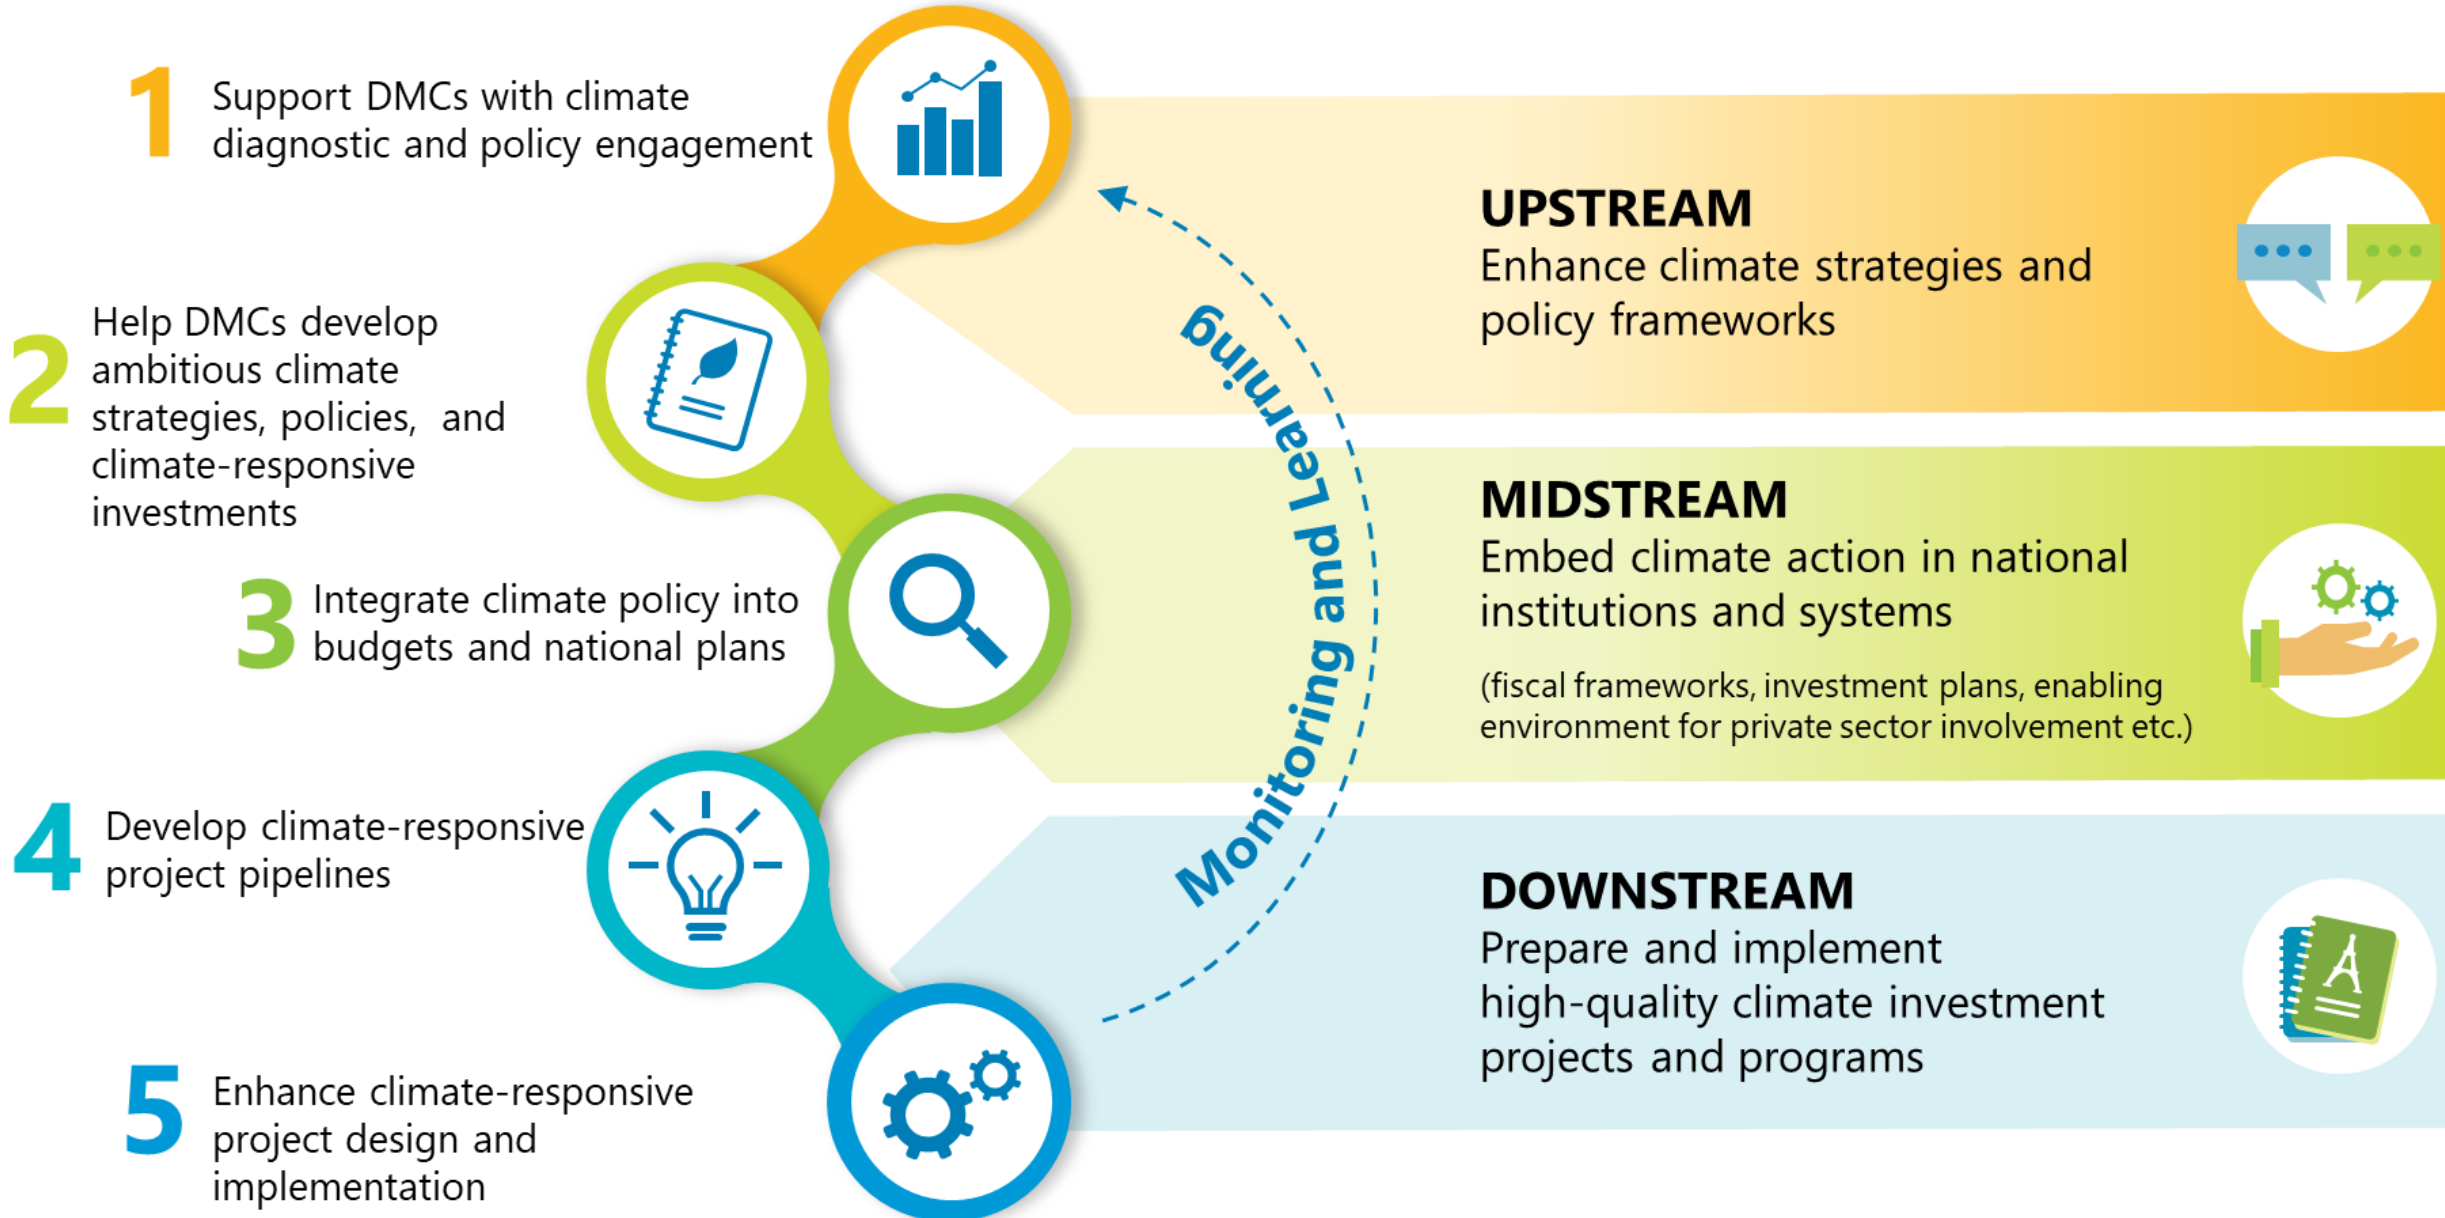 1
Support DMCs with climate
diagnostic and policy engagement
2
Help DMCs develop
ambitious climate
strategies, policies, and
climate-responsive
investments
3
Integrate climate policy into
budgets and national plans
4
Develop climate-responsive
project pipelines
5
Enhance climate-responsive
project design and
implementation
Monitoring and Learning
UPSTREAM
Enhance climate strategies and
policy frameworks
MIDSTREAM
Embed climate action in national
institutions and systems
(fiscal frameworks, investment plans, enabling
environment for private sector involvement etc.)
DOWNSTREAM
Prepare and implement
high-quality climate investment
projects and programs